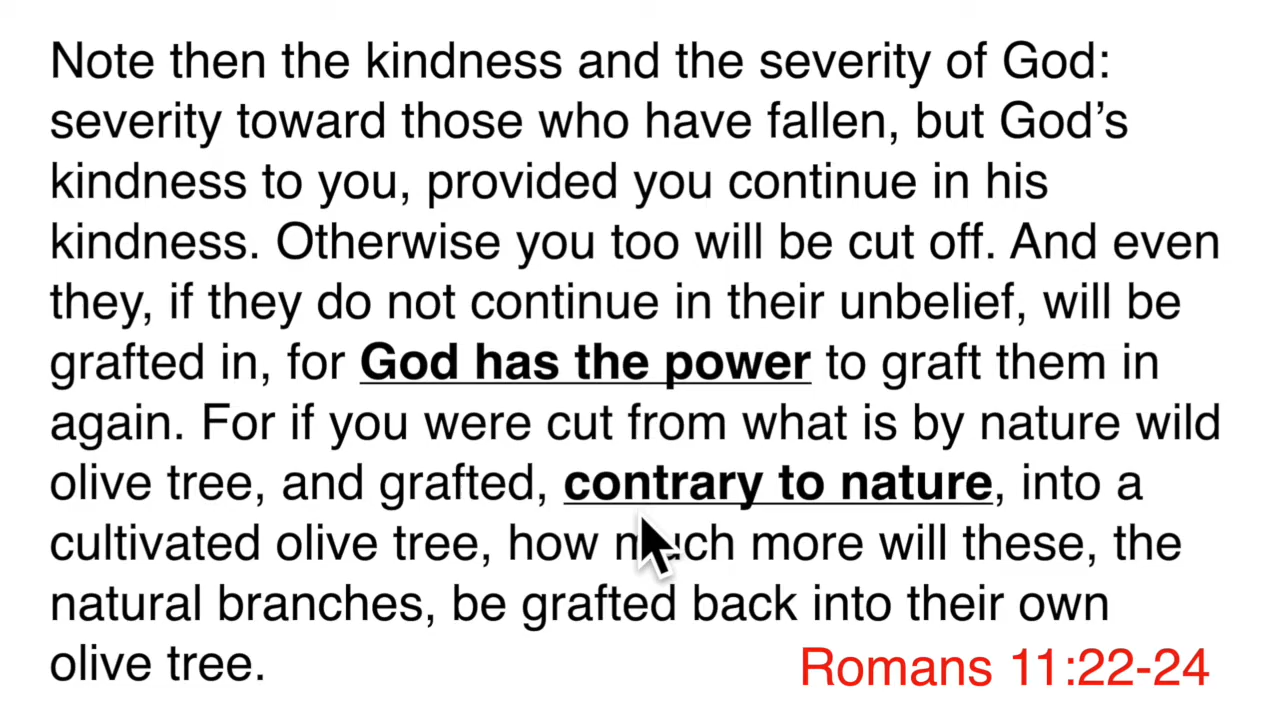 Note then the kindness and the severity of God:
severity toward those who have fallen, but God’s
kindness to you, provided you continue in his
kindness. Otherwise you too will be cut off. And even
they, if they do not continue in their unbelief, will be
grafted in, for God has the power to graft them in
again. For if you were cut from what is by nature wild
olive tree, and grafted, contrary to nature, into a
cultivated olive tree, how much more will these, the
natural branches, be grafted back into their own
olive tree.
Romans 11:22-24